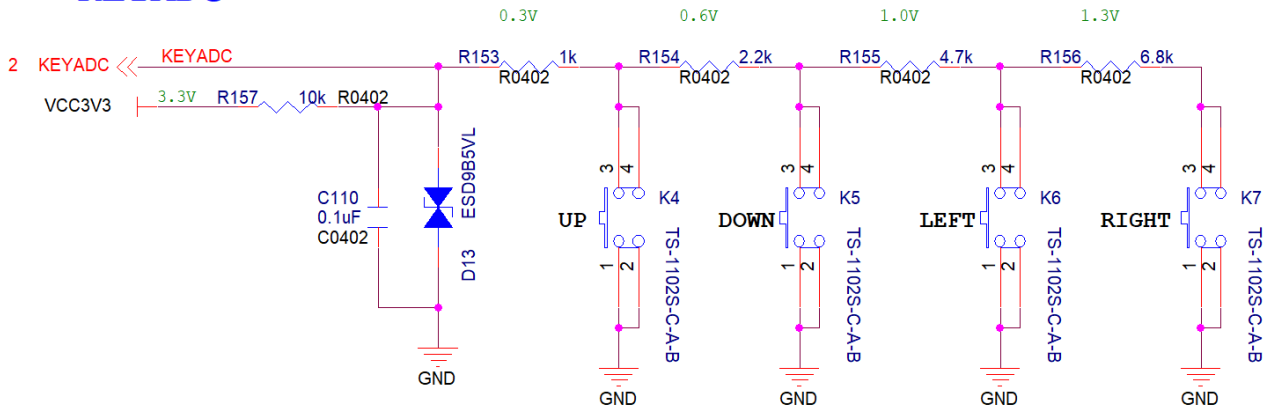 0.3V 0.6V 1.0V 1.3V
2 KEYADC KEYADC R153 1k R154 2.2k R155 4.7k R156 6.8k
R0402 R0402 R0402 R0402
VCC3V3 3.3V R157 10k R0402
3 4 3 4 3 4 3 4
C110
0.1uF
C0402
ESD9B5VL
D13
UP K4 DOWN K5 LEFT K6 RIGHT K7
TS-1102S-C-A-B TS-1102S-C-A-B TS-1102S-C-A-B TS-1102S-C-A-B
1 2 1 2 1 2 1 2
GND GND GND GND GND